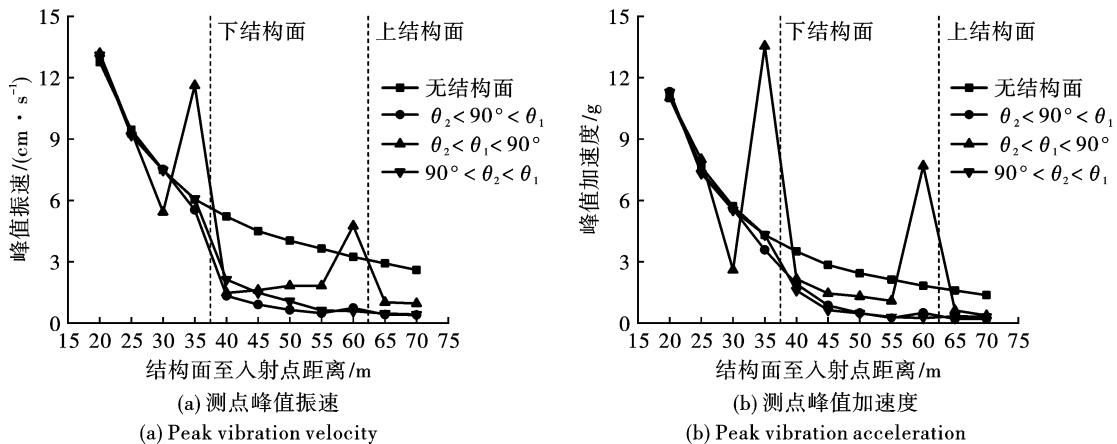 15
12
9
6
3
0
峰值振速/(cm·s⁻¹)
下结构面
上结构面
无结构面
θ₂<90°<θ₁
θ₂<θ₁<90°
90°<θ₂<θ₁
15 20 25 30 35 40 45 50 55 60 65 70 75
结构面至入射点距离/m
(a) 测点峰值振速
(a) Peak vibration velocity
15
12
9
6
3
0
峰值加速度/g
下结构面
上结构面
无结构面
θ₂<90°<θ₁
θ₂<θ₁<90°
90°<θ₂<θ₁
15 20 25 30 35 40 45 50 55 60 65 70 75
结构面至入射点距离/m
(b) 测点峰值加速度
(b) Peak vibration acceleration